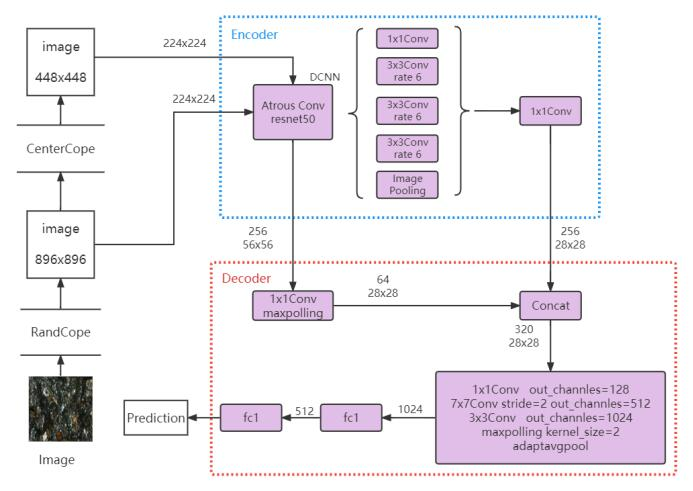 image
448x448
CenterCope
image
896x896
RandCope
Image
224x224
224x224
Encoder
DCNN
Atrous Conv
resnet50
1x1Conv
3x3Conv
rate 6
3x3Conv
rate 6
3x3Conv
rate 6
Image
Pooling
1x1Conv
256
56x56
256
28x28
Decoder
1x1Conv
maxpolling
64
28x28
Concat
320
28x28
1x1Conv out_channles=128
7x7Conv stride=2 out_channles=512
3x3Conv out_channles=1024
maxpolling kernel_size=2
adaptavgpool
1024
fc1
512
fc1
Prediction